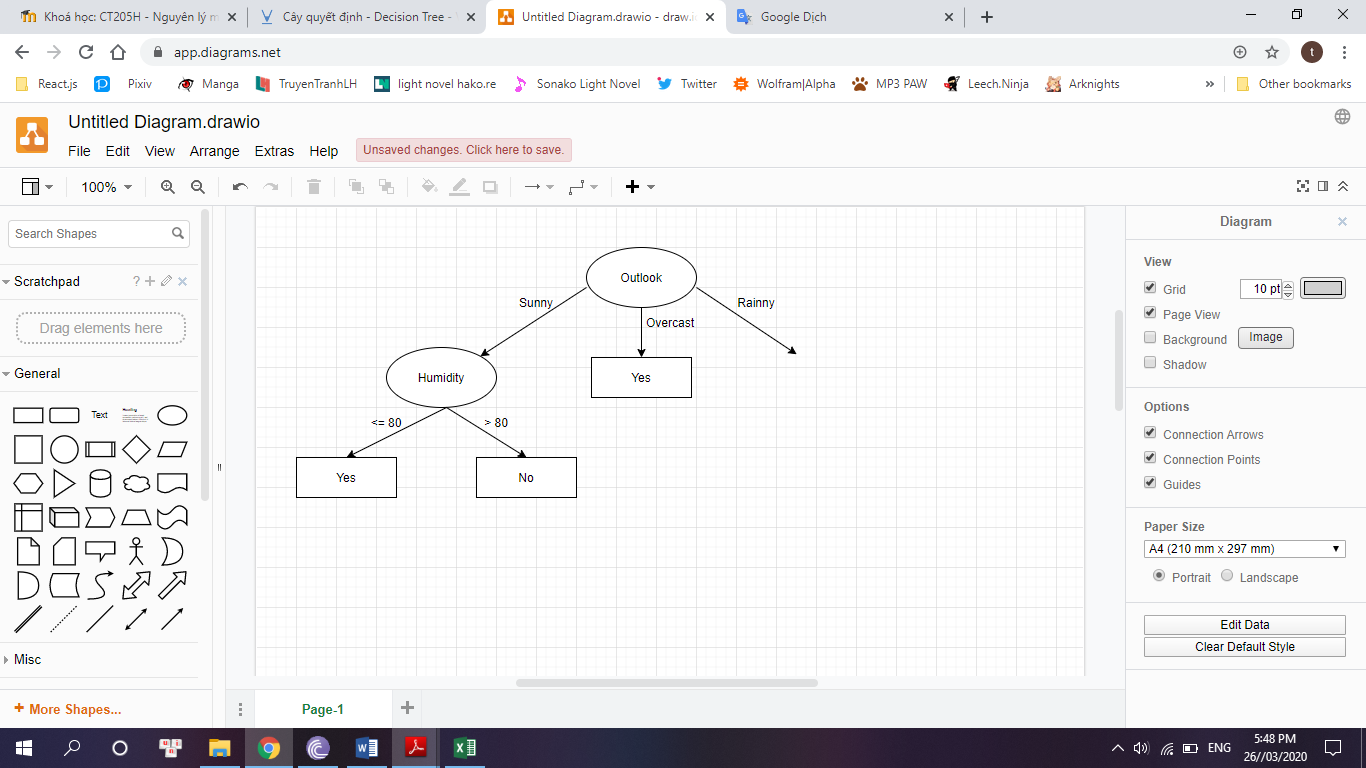 Khoá học: CT205H - Nguyên lý m
Cây quyết định - Decision Tree -
Untitled Diagram.drawio - draw.i
Google Dịch
app.diagrams.net
t
React.js
Pixiv
Manga
TruyenTranhLH
light novel hako.re
Sonako Light Novel
Twitter
Wolfram|Alpha
MP3 PAW
Leech.Ninja
Arknights
»
Other bookmarks
Untitled Diagram.drawio
File Edit View Arrange Extras Help
Unsaved changes. Click here to save.
100%
Search Shapes
Scratchpad
?
Drag elements here
General
Text
Heading
Misc
+ More Shapes...
Outlook
Sunny
Rainny
Overcast
Humidity
Yes
<= 80
> 80
Yes
No
Page-1
Diagram
View
Grid
10 pt
Page View
Background
Image
Shadow
Options
Connection Arrows
Connection Points
Guides
Paper Size
A4 (210 mm x 297 mm)
Portrait
Landscape
Edit Data
Clear Default Style
ENG
5:48 PM
26//03/2020